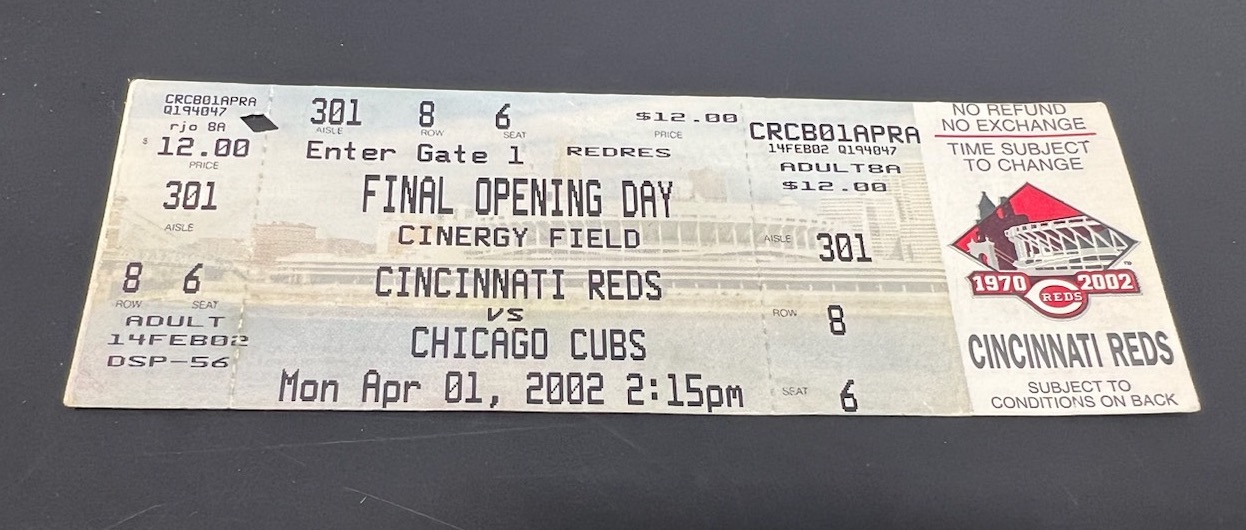 CRCB01APRA
Q194047
rjo 8A
$ 12.00
PRICE
301
AISLE
8 6
ROW SEAT
ADULT
14FEB02
DSP-56
301 8 6 $12.00
AISLE ROW SEAT PRICE
Enter Gate 1 REDRES
FINAL OPENING DAY
CINERGY FIELD
CINCINNATI REDS
vs
CHICAGO CUBS
Mon Apr 01, 2002 2:15pm
CRCB01APRA
14FEB02 Q194047
ADULT8A
$12.00
AISLE 301
ROW 8
SEAT 6
NO REFUND
NO EXCHANGE
TIME SUBJECT
TO CHANGE
1970 2002
REDS
CINCINNATI REDS
SUBJECT TO
CONDITIONS ON BACK